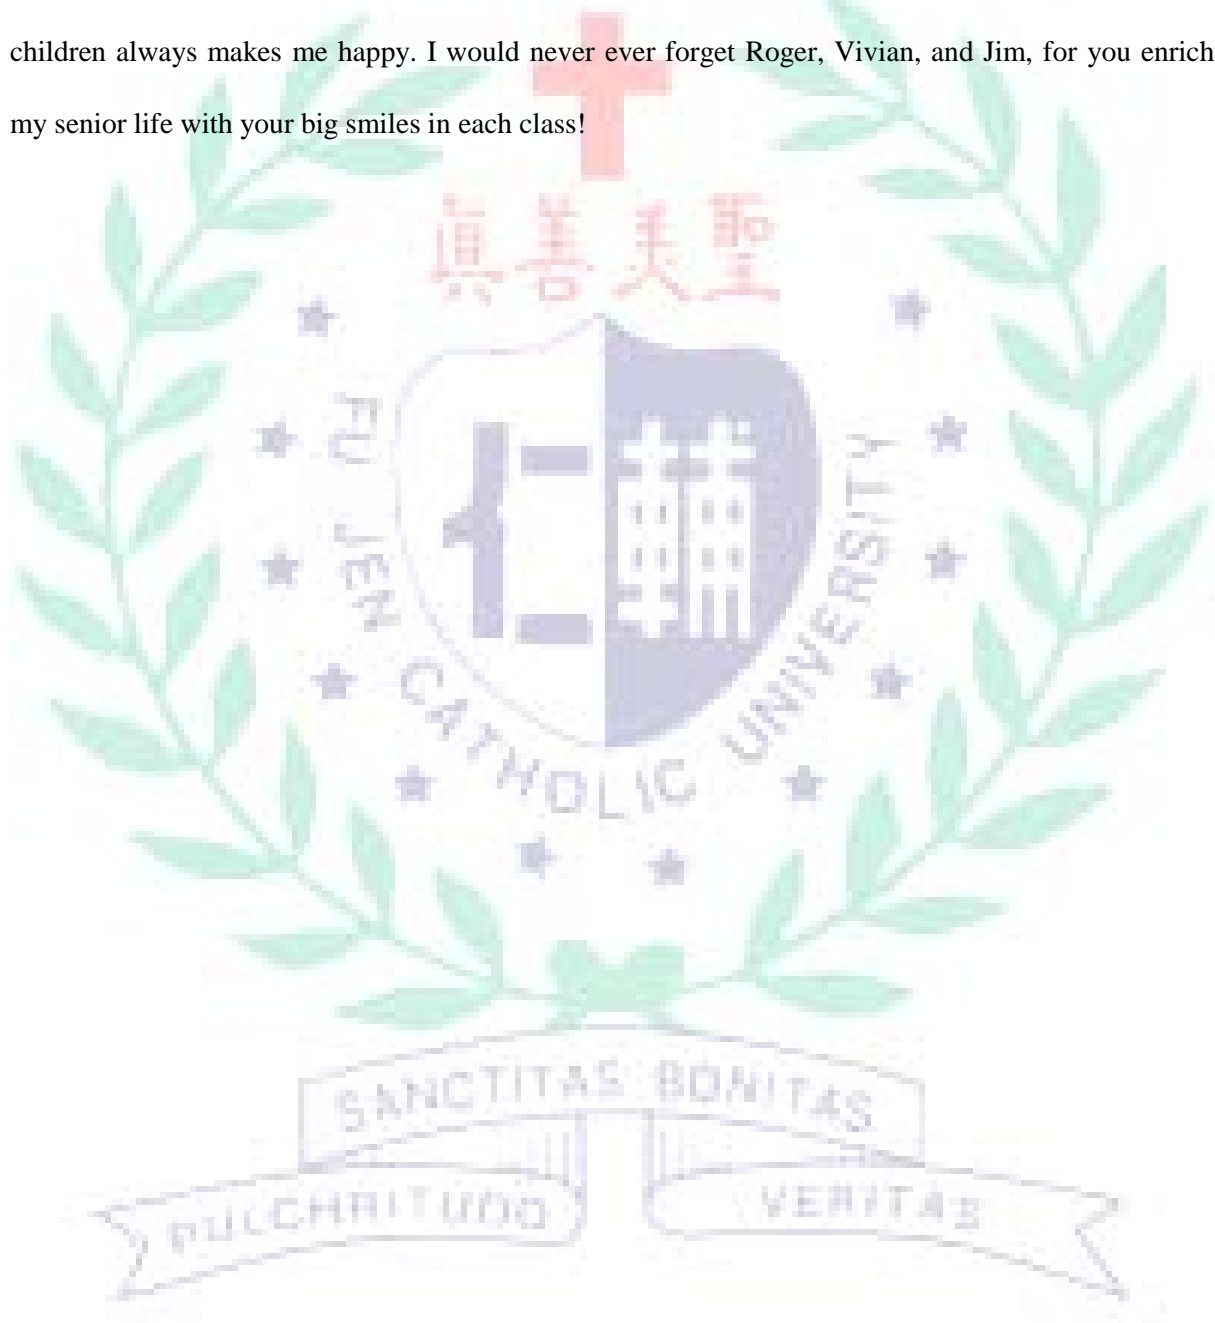 children always makes me happy. I would never ever forget Roger, Vivian, and Jim, for you enrich
my senior life with your big smiles in each class!
眞善美聖
FU JEN CATHOLIC UNIVERSITY
仁輔
SANCTITAS BONITAS
PULCHRITUDO VERITAS